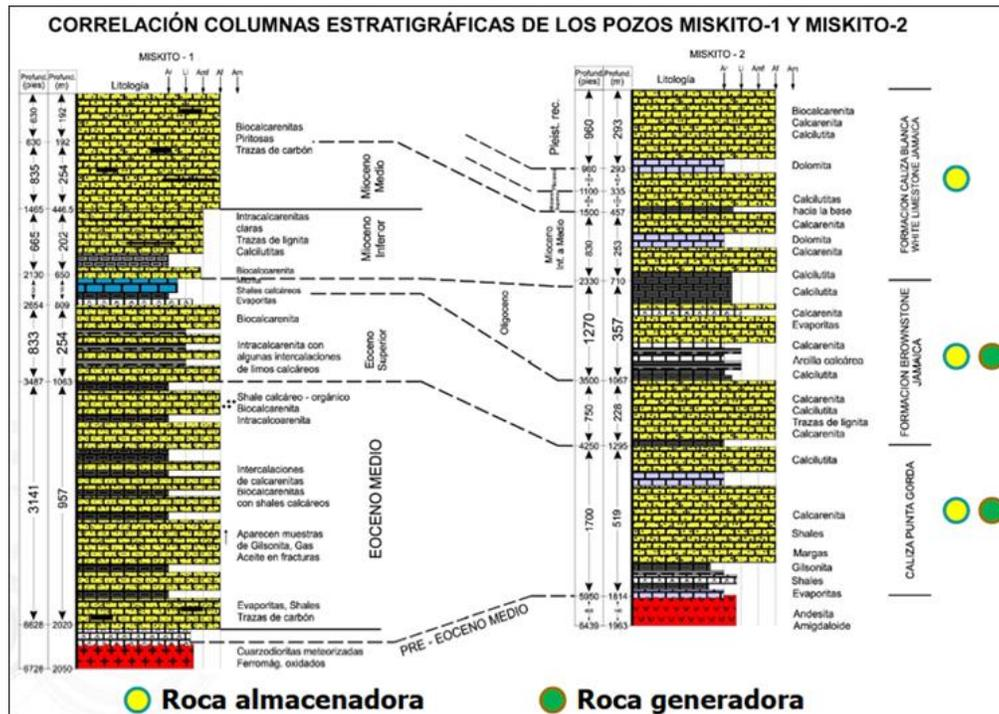 CORRELACIÓN COLUMNAS ESTRATIGRÁFICAS DE LOS POZOS MISKITO-1 Y MISKITO-2
MISKITO - 1
Profund. (pies)
Profund. (m)
Litología
Ar
Li
Amf
Af
Am
630
192
630
192
835
254
1465
446.5
665
202
2130
650
2654
809
833
254
3487
1063
3141
957
6628
2020
6728
2050
Biocalcarenitas
Piritosas
Trazas de carbón
Intracalcarenitas
claras
Trazas de lignita
Calcilutitas
Biocalcoarenita
Shales calcáreos
Evaporitas
Biocalcarenita
Intracalcarenita con
algunas intercalaciones
de limos calcáreos
Shale calcáreo - orgánico
Biocalcarenita
Intracalcoarenita
Intercalaciones
de calcarenitas
Biocalcarenitas
con shales calcáreos
Aparecen muestras
de Gilsonita, Gas
Aceite en fracturas
Evaporitas, Shales
Trazas de carbón
Cuarzodioritas meteorizadas
Ferromág. oxidados
Mioceno
Medio
Mioceno
Inferior
Eoceno
Superior
EOCENO MEDIO
PRE - EOCENO MEDIO
Pleist. rec.
Mioceno
Inf. a Medio
Oligoceno
MISKITO - 2
Profund. (pies)
Profund. (m)
Litología
Ar
Li
Amf
Af
Am
960
293
960
293
1100
335
1500
457
830
253
2330
710
1270
357
3500
1067
750
228
4250
1295
1700
519
5950
1814
6439
1963
Biocalcarenita
Calcarenita
Calcilutita
Dolomita
Calcilutitas
hacia la base
Calcarenita
Dolomita
Calcarenita
Calcilutita
Calcilutita
Calcarenita
Evaporitas
Calcarenita
Arcilla calcáreo
Calcilutita
Calcarenita
Calcilutita
Trazas de lignita
Calcarenita
Calcilutita
Calcarenita
Shales
Margas
Gilsonita
Shales
Evaporitas
Andesita
Amigdaloide
FORMACION CALIZA BLANCA
WHITE LIMESTONE JAMAICA
FORMACION BROWNSTONE
JAMAICA
CALIZA PUNTA GORDA
Roca almacenadora
Roca generadora